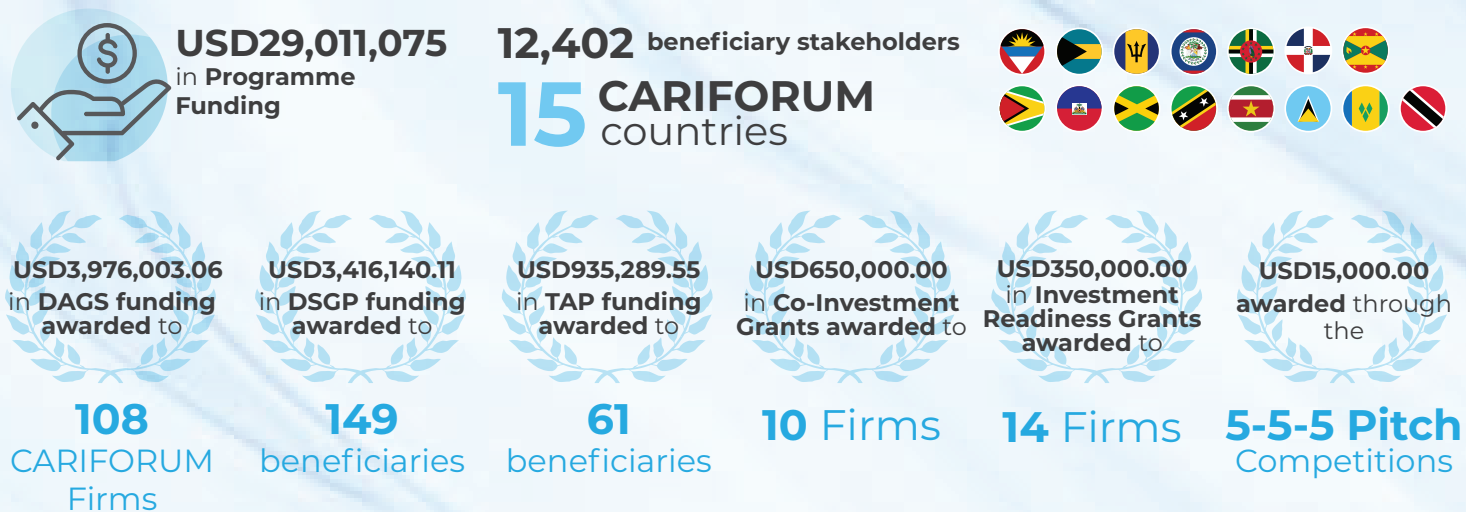 USD29,011,075
in Programme
Funding
12,402 beneficiary stakeholders
15 CARIFORUM
countries
USD3,976,003.06
in DAGS funding
awarded to
108
CARIFORUM
Firms
USD3,416,140.11
in DSGP funding
awarded to
149
beneficiaries
USD935,289.55
in TAP funding
awarded to
61
beneficiaries
USD650,000.00
in Co-Investment
Grants awarded to
10 Firms
USD350,000.00
in Investment
Readiness Grants
awarded to
14 Firms
USD15,000.00
awarded through
the
5-5-5 Pitch
Competitions